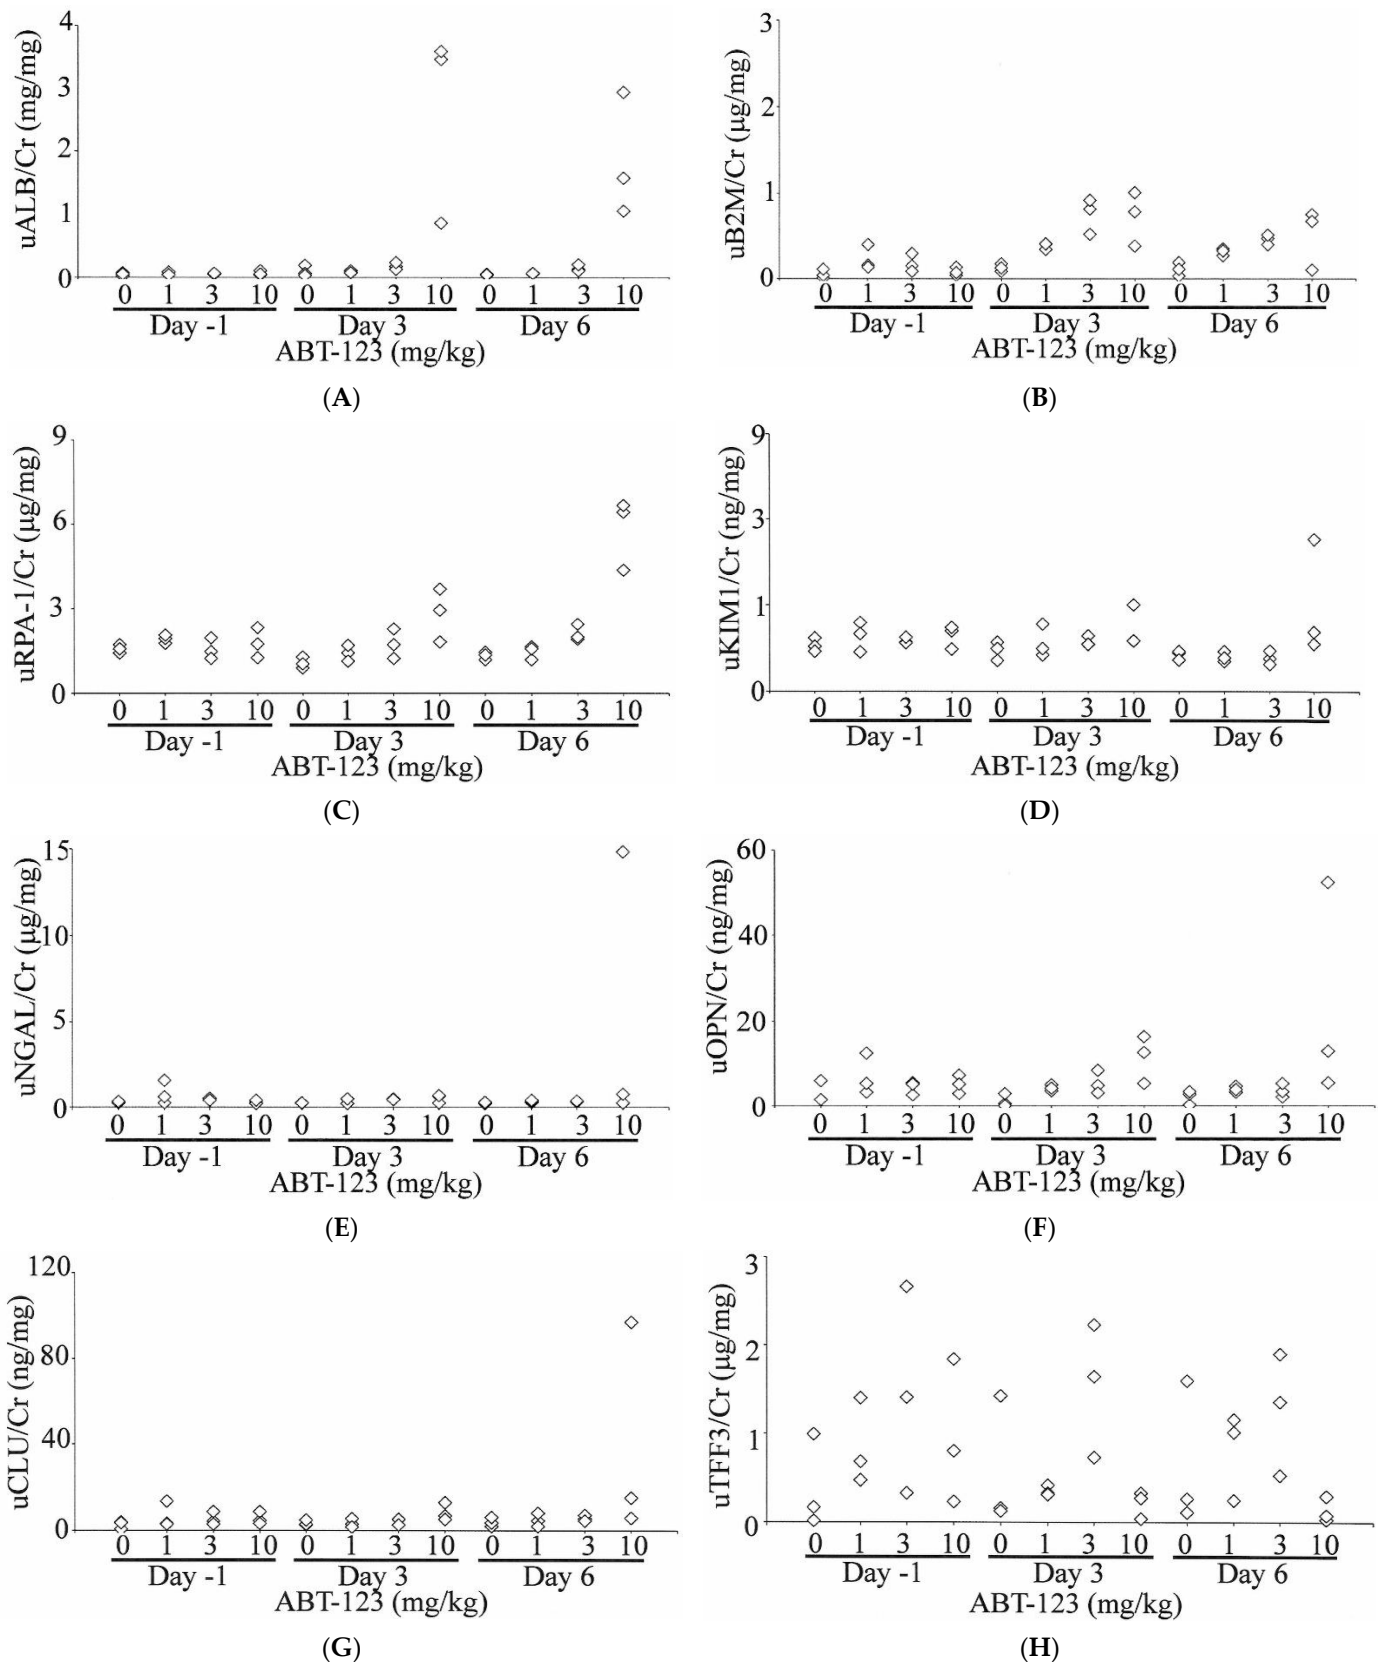 uALB/Cr (mg/mg)
4
3
2
1
0
0 1 3 10 0 1 3 10 0 1 3 10
Day -1 Day 3 Day 6
ABT-123 (mg/kg)
(A)
uB2M/Cr (μg/mg)
3
2
1
0
0 1 3 10 0 1 3 10 0 1 3 10
Day -1 Day 3 Day 6
ABT-123 (mg/kg)
(B)
uRPA-1/Cr (μg/mg)
9
6
3
0
0 1 3 10 0 1 3 10 0 1 3 10
Day -1 Day 3 Day 6
ABT-123 (mg/kg)
(C)
uKIM1/Cr (ng/mg)
9
3
1
0
0 1 3 10 0 1 3 10 0 1 3 10
Day -1 Day 3 Day 6
ABT-123 (mg/kg)
(D)
uNGAL/Cr (μg/mg)
15
10
5
0
0 1 3 10 0 1 3 10 0 1 3 10
Day -1 Day 3 Day 6
ABT-123 (mg/kg)
(E)
uOPN/Cr (ng/mg)
60
40
20
0
0 1 3 10 0 1 3 10 0 1 3 10
Day -1 Day 3 Day 6
ABT-123 (mg/kg)
(F)
uCLU/Cr (ng/mg)
120
80
40
0
0 1 3 10 0 1 3 10 0 1 3 10
Day -1 Day 3 Day 6
ABT-123 (mg/kg)
(G)
uTFF3/Cr (μg/mg)
3
2
1
0
0 1 3 10 0 1 3 10 0 1 3 10
Day -1 Day 3 Day 6
ABT-123 (mg/kg)
(H)